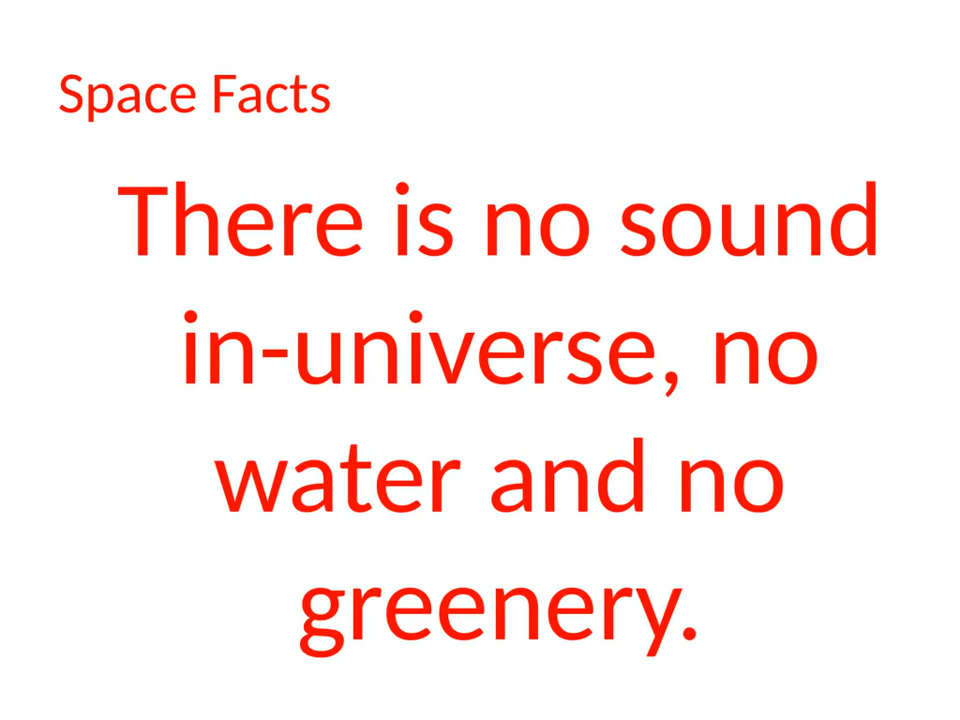 Space Facts
There is no sound
in-universe, no
water and no
greenery.